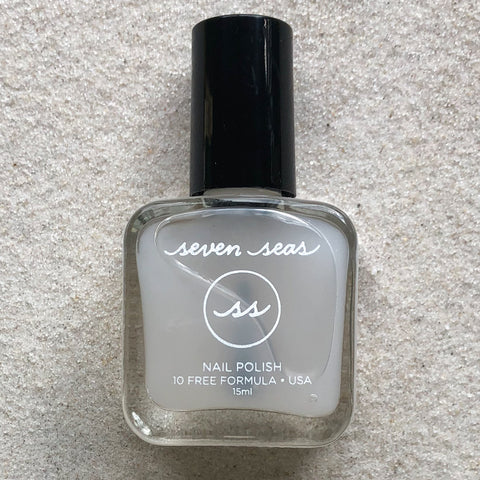 seven seas
ss
NAIL POLISH
10 FREE FORMULA • USA
15ml